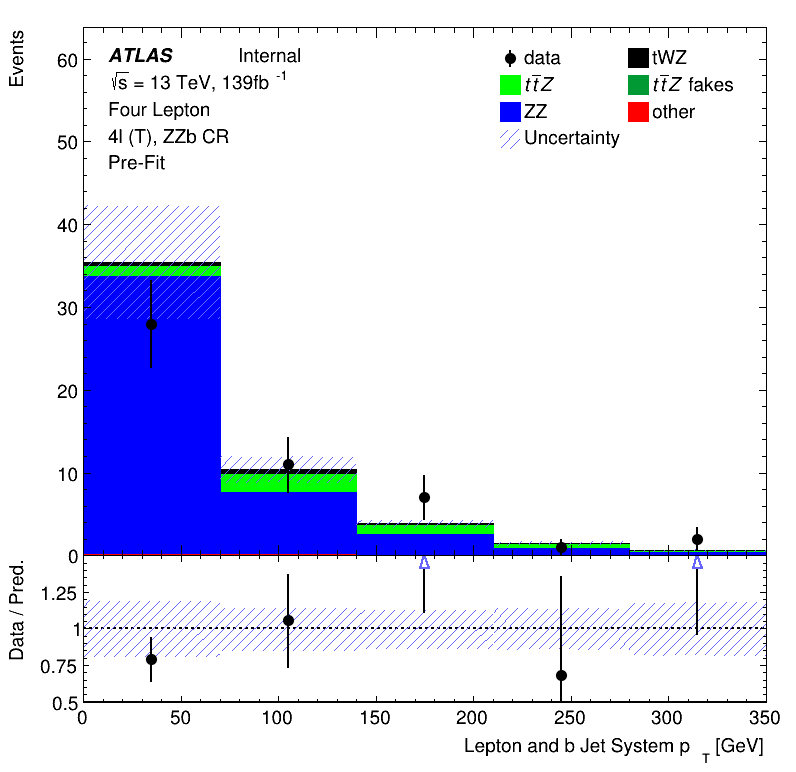 Events
60
50
40
30
20
10
0
ATLAS Internal
√s = 13 TeV, 139fb -1
Four Lepton
4l (T), ZZb CR
Pre-Fit
data
tt̄Z
ZZ
Uncertainty
tWZ
tt̄Z fakes
other
Data / Pred.
1.25
1
0.75
0.5
0 50 100 150 200 250 300 350
Lepton and b Jet System p T [GeV]